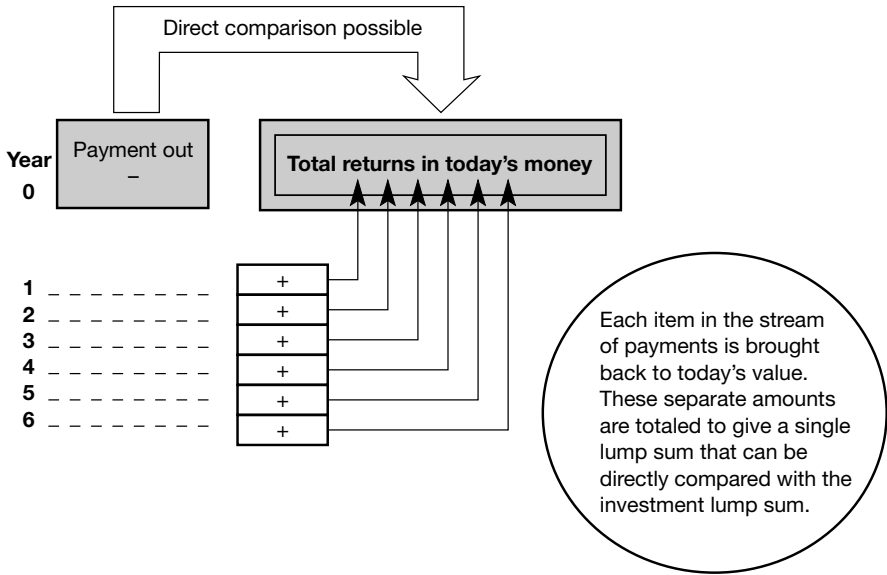 Direct comparison possible
Year
0
Payment out
–
Total returns in today's money
1 _ _ _ _ _ _ _ _ +
2 _ _ _ _ _ _ _ _ +
3 _ _ _ _ _ _ _ _ +
4 _ _ _ _ _ _ _ _ +
5 _ _ _ _ _ _ _ _ +
6 _ _ _ _ _ _ _ _ +
Each item in the stream
of payments is brought
back to today's value.
These separate amounts
are totaled to give a single
lump sum that can be
directly compared with the
investment lump sum.